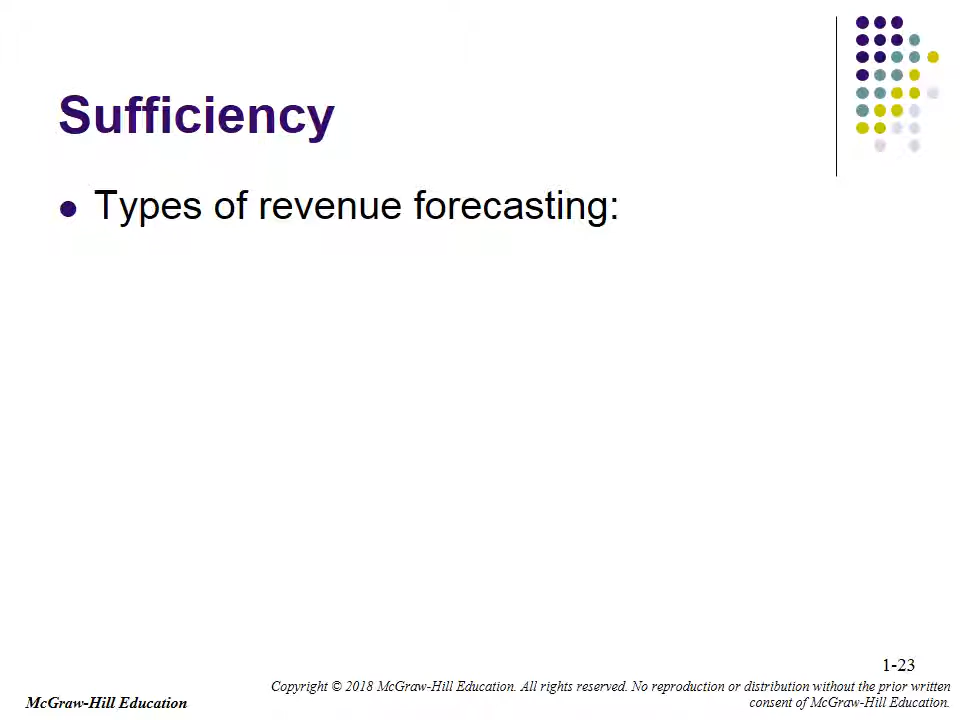 Sufficiency
Types of revenue forecasting:
1-23
Copyright © 2018 McGraw-Hill Education. All rights reserved. No reproduction or distribution without the prior written
McGraw-Hill Education
consent of McGraw-Hill Education.